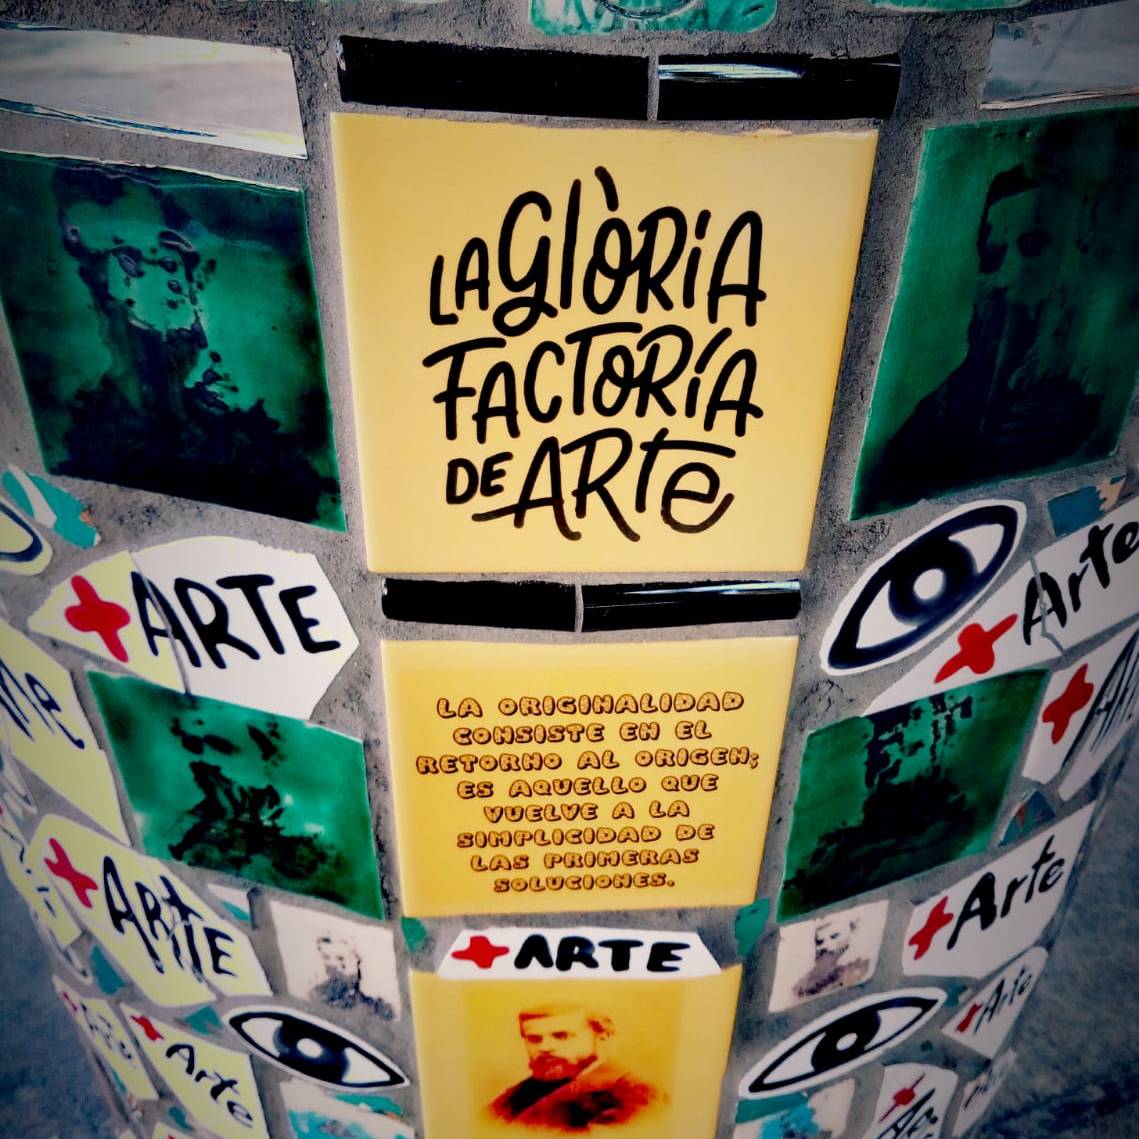 LA GLÒRIA
FACTORÍA
DE ARTE
+ ARTE
+ Arte
LA ORIGINALIDAD
CONSISTE EN EL
RETORNO AL ORIGEN;
ES AQUELLO QUE
VUELVE A LA
SIMPLICIDAD DE
LAS PRIMERAS
SOLUCIONES.
+ ARTE
+ Arte
+ ARTE
+ Arte
+ Arte